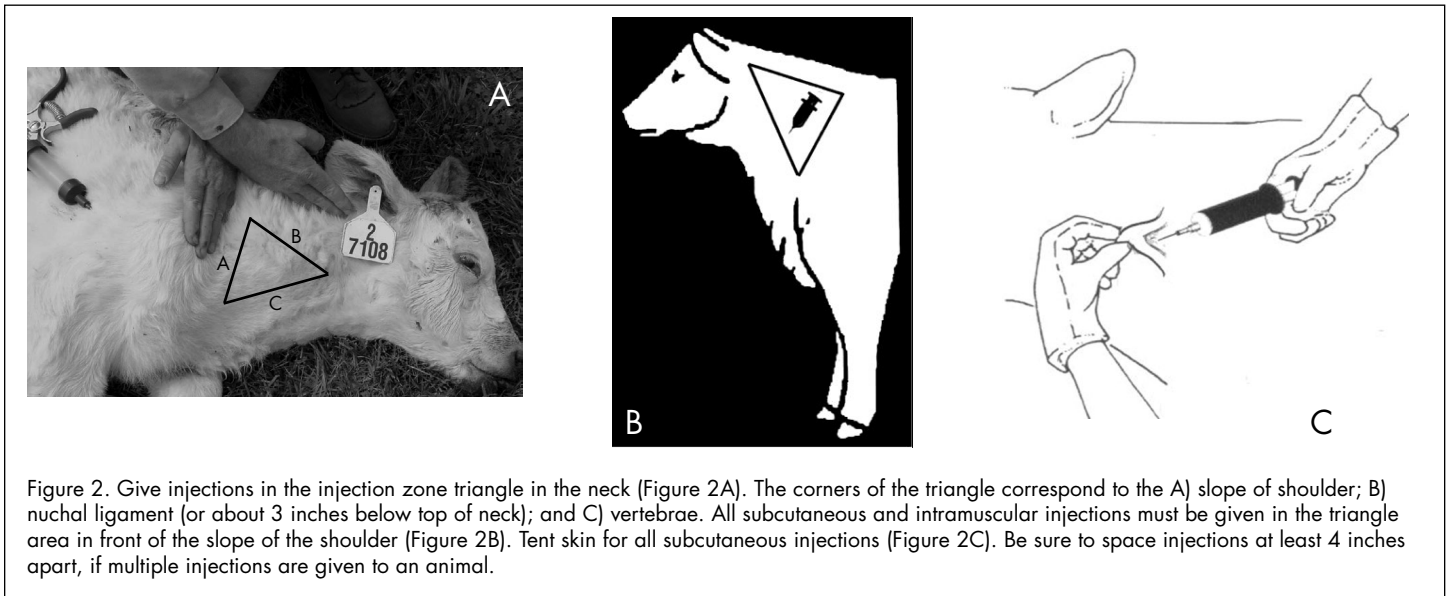 A
2
7108
B
A
C
B
C
Figure 2. Give injections in the injection zone triangle in the neck (Figure 2A). The corners of the triangle correspond to the A) slope of shoulder; B)
nuchal ligament (or about 3 inches below top of neck); and C) vertebrae. All subcutaneous and intramuscular injections must be given in the triangle
area in front of the slope of the shoulder (Figure 2B). Tent skin for all subcutaneous injections (Figure 2C). Be sure to space injections at least 4 inches
apart, if multiple injections are given to an animal.